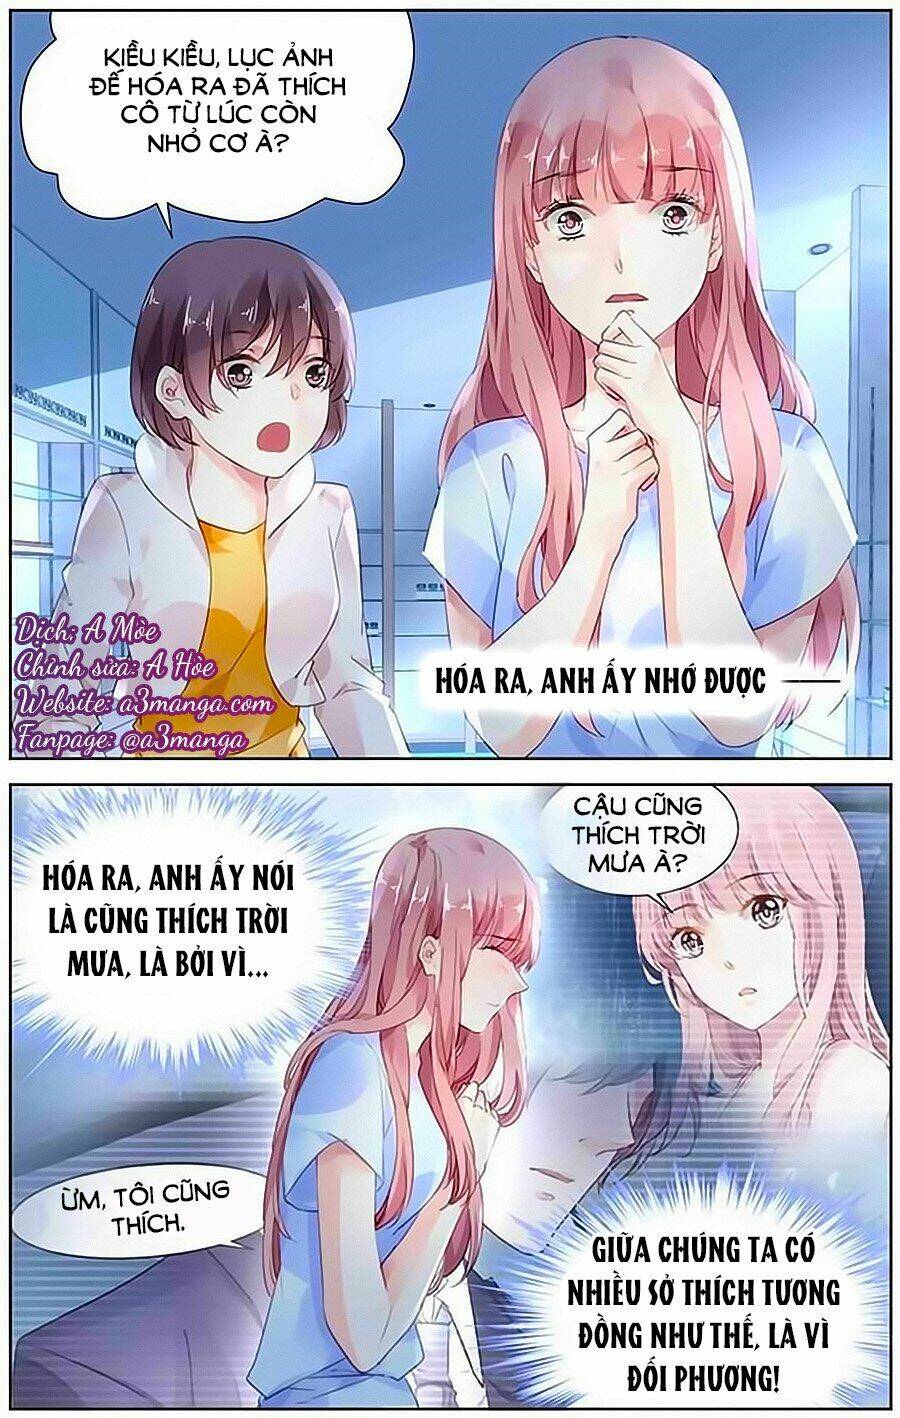 KIỀU KIỀU, LỤC ẢNH
ĐẾ HÓA RA ĐÃ THÍCH
CÔ TỪ LÚC CÒN
NHỎ CƠ À?
Dịch: A Mòe
Chỉnh sửa: A Hòe
Website: a3manga.com
Fanpage: @a3manga
HÓA RA, ANH ẤY NHỚ ĐƯỢC ——
CẬU CŨNG
THÍCH TRỜI
MƯA À?
HÓA RA, ANH ẤY NÓI
LÀ CŨNG THÍCH TRỜI
MƯA, LÀ BỞI VÌ...
ỪM, TÔI CŨNG
THÍCH.
GIỮA CHÚNG TA CÓ
NHIỀU SỞ THÍCH TƯƠNG
ĐỒNG NHƯ THẾ, LÀ VÌ
ĐỐI PHƯƠNG!